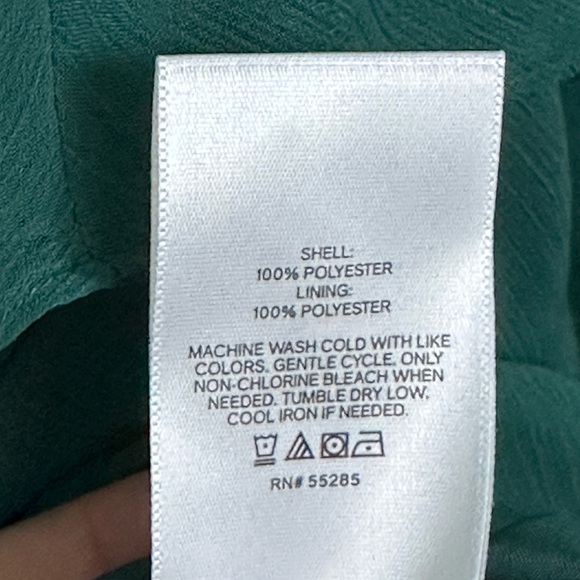 SHELL:
100% POLYESTER
LINING:
100% POLYESTER
MACHINE WASH COLD WITH LIKE
COLORS. GENTLE CYCLE. ONLY
NON-CHLORINE BLEACH WHEN
NEEDED. TUMBLE DRY LOW,
COOL IRON IF NEEDED.
RN# 55285